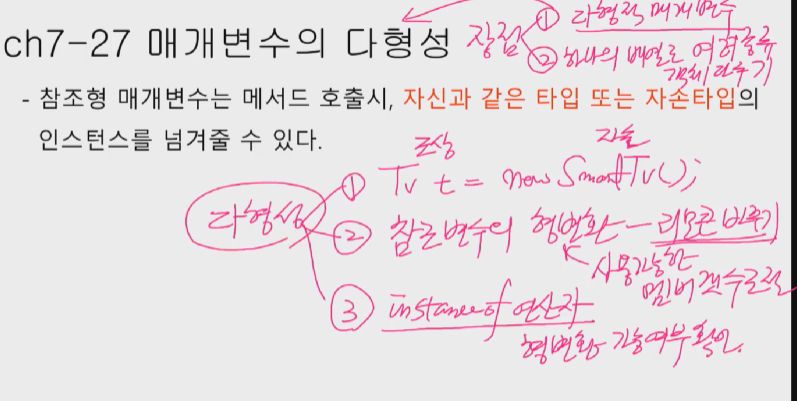 ch7-27 매개변수의 다형성
장점
① 다형적 매개변수
② 하나의 배열로 여러종류
객체 다루기
- 참조형 매개변수는 메서드 호출시, 자신과 같은 타입 또는 자손타입의
인스턴스를 넘겨줄 수 있다.
조상 자손
다형성
① Tv t = new SmartTv();
② 참조변수의 형변환 - 리모콘 바꾸기
사용가능한
멤버 갯수조절
③ instanceof 연산자
형변환 가능여부 확인.